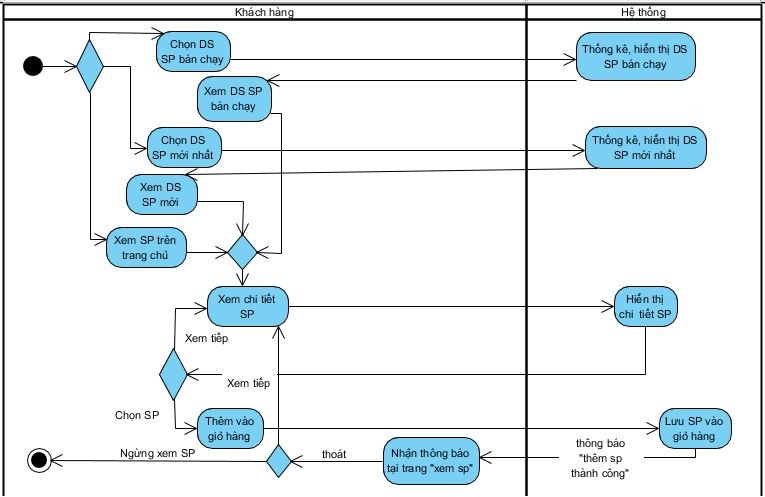 Khách hàng
Hệ thống
Chọn DS
SP bán chạy
Thống kê, hiển thị DS
SP bán chạy
Xem DS SP
bán chạy
Chọn DS
SP mới nhất
Thống kê, hiển thị DS
SP mới nhất
Xem DS
SP mới
Xem SP trên
trang chủ
Xem chi tiết
SP
Hiển thị
chi tiết SP
Xem tiếp
Xem tiếp
Chọn SP
Thêm vào
giỏ hàng
Lưu SP vào
giỏ hàng
Ngừng xem SP
thoát
Nhận thông báo
tại trang "xem sp"
thông báo
"thêm sp
thành công"